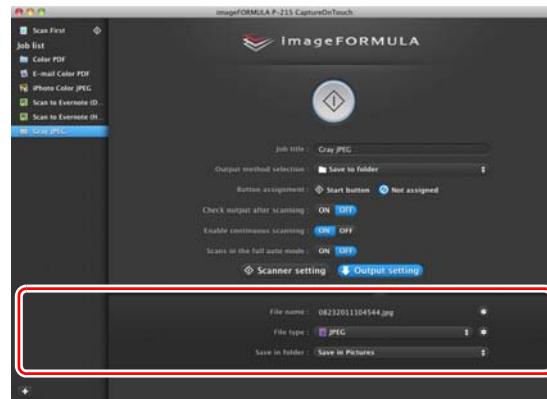 imageFORMULA P-215 CaptureOnTouch
Scan First
Job list
Color PDF
E-mail Color PDF
iPhoto Color JPEG
Scan to Evernote (D...
Scan to Evernote (H...
Gray JPEG
imageFORMULA
Job title : Gray JPEG
Output method selection : Save to folder
Button assignment : Start button Not assigned
Check output after scanning : ON OFF
Enable continuous scanning : ON OFF
Scans in the full auto mode : ON OFF
Scanner setting Output setting
File name : 08232011104544.jpg
File type : JPEG
Save in folder : Save in Pictures